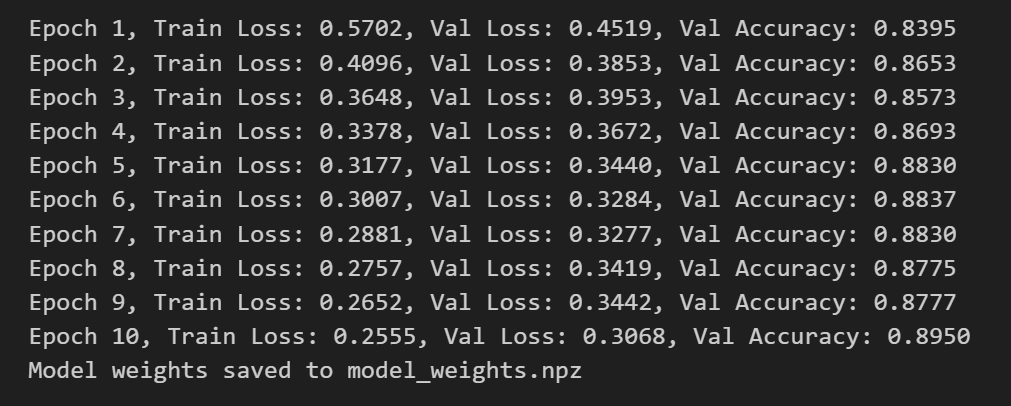 Epoch 1, Train Loss: 0.5702, Val Loss: 0.4519, Val Accuracy: 0.8395
Epoch 2, Train Loss: 0.4096, Val Loss: 0.3853, Val Accuracy: 0.8653
Epoch 3, Train Loss: 0.3648, Val Loss: 0.3953, Val Accuracy: 0.8573
Epoch 4, Train Loss: 0.3378, Val Loss: 0.3672, Val Accuracy: 0.8693
Epoch 5, Train Loss: 0.3177, Val Loss: 0.3440, Val Accuracy: 0.8830
Epoch 6, Train Loss: 0.3007, Val Loss: 0.3284, Val Accuracy: 0.8837
Epoch 7, Train Loss: 0.2881, Val Loss: 0.3277, Val Accuracy: 0.8830
Epoch 8, Train Loss: 0.2757, Val Loss: 0.3419, Val Accuracy: 0.8775
Epoch 9, Train Loss: 0.2652, Val Loss: 0.3442, Val Accuracy: 0.8777
Epoch 10, Train Loss: 0.2555, Val Loss: 0.3068, Val Accuracy: 0.8950
Model weights saved to model_weights.npz